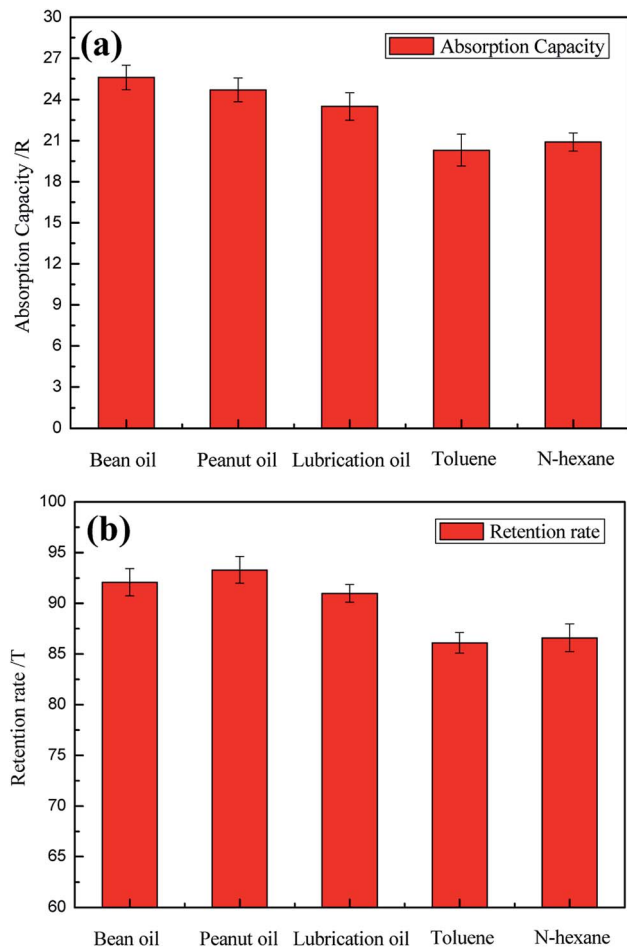 30
(a)
Absorption Capacity
27
24
21
18
15
12
9
6
3
0
Absorption Capacity /R
Bean oil Peanut oil Lubrication oil Toluene N-hexane
100
(b)
Retention rate
95
90
85
80
75
70
65
60
Retention rate /T
Bean oil Peanut oil Lubrication oil Toluene N-hexane